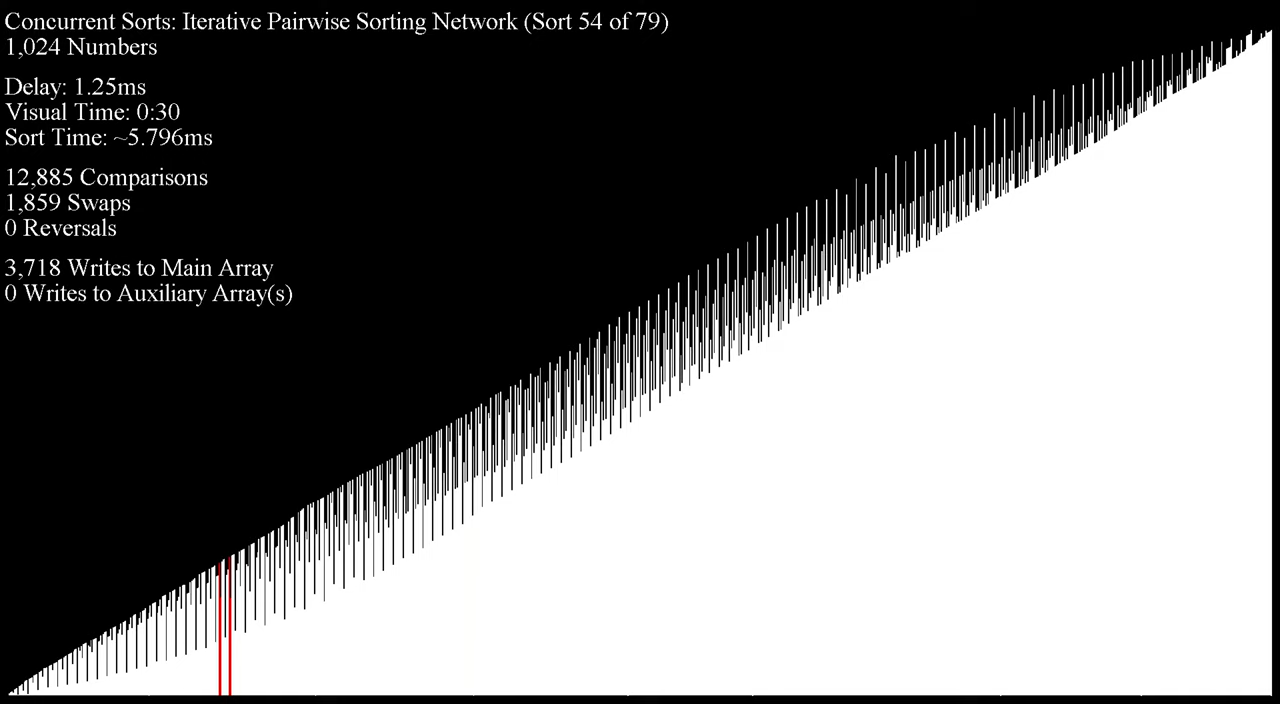 Concurrent Sorts: Iterative Pairwise Sorting Network (Sort 54 of 79)
1,024 Numbers
Delay: 1.25ms
Visual Time: 0:30
Sort Time: ~5.796ms
12,885 Comparisons
1,859 Swaps
0 Reversals
3,718 Writes to Main Array
0 Writes to Auxiliary Array(s)